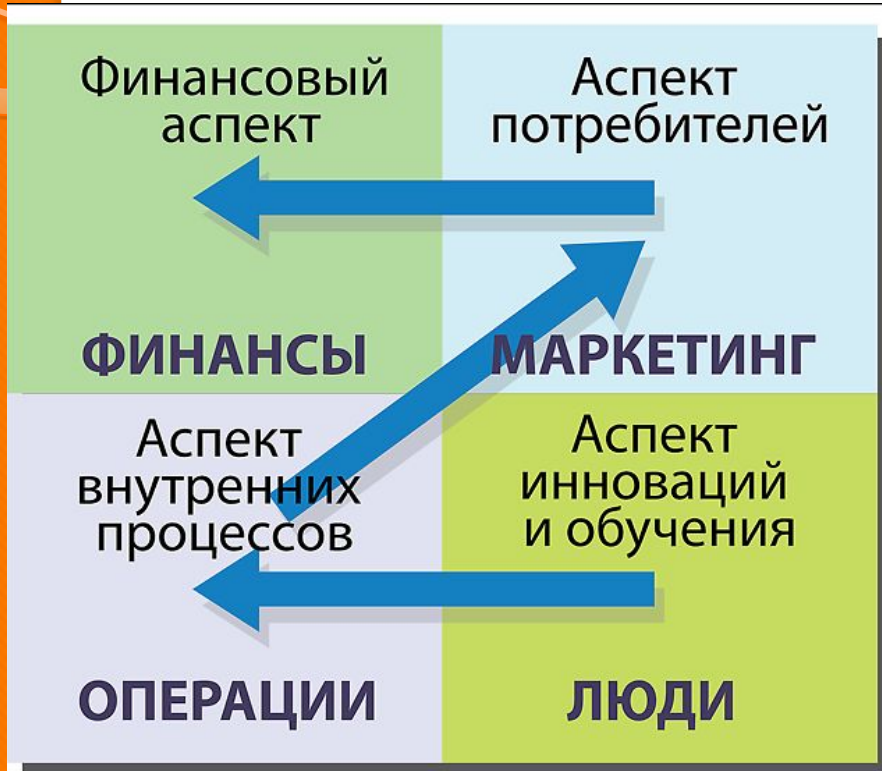 Финансовый
аспект
ФИНАНСЫ
Аспект
потребителей
МАРКЕТИНГ
Аспект
внутренних
процессов
ОПЕРАЦИИ
Аспект
инноваций
и обучения
ЛЮДИ